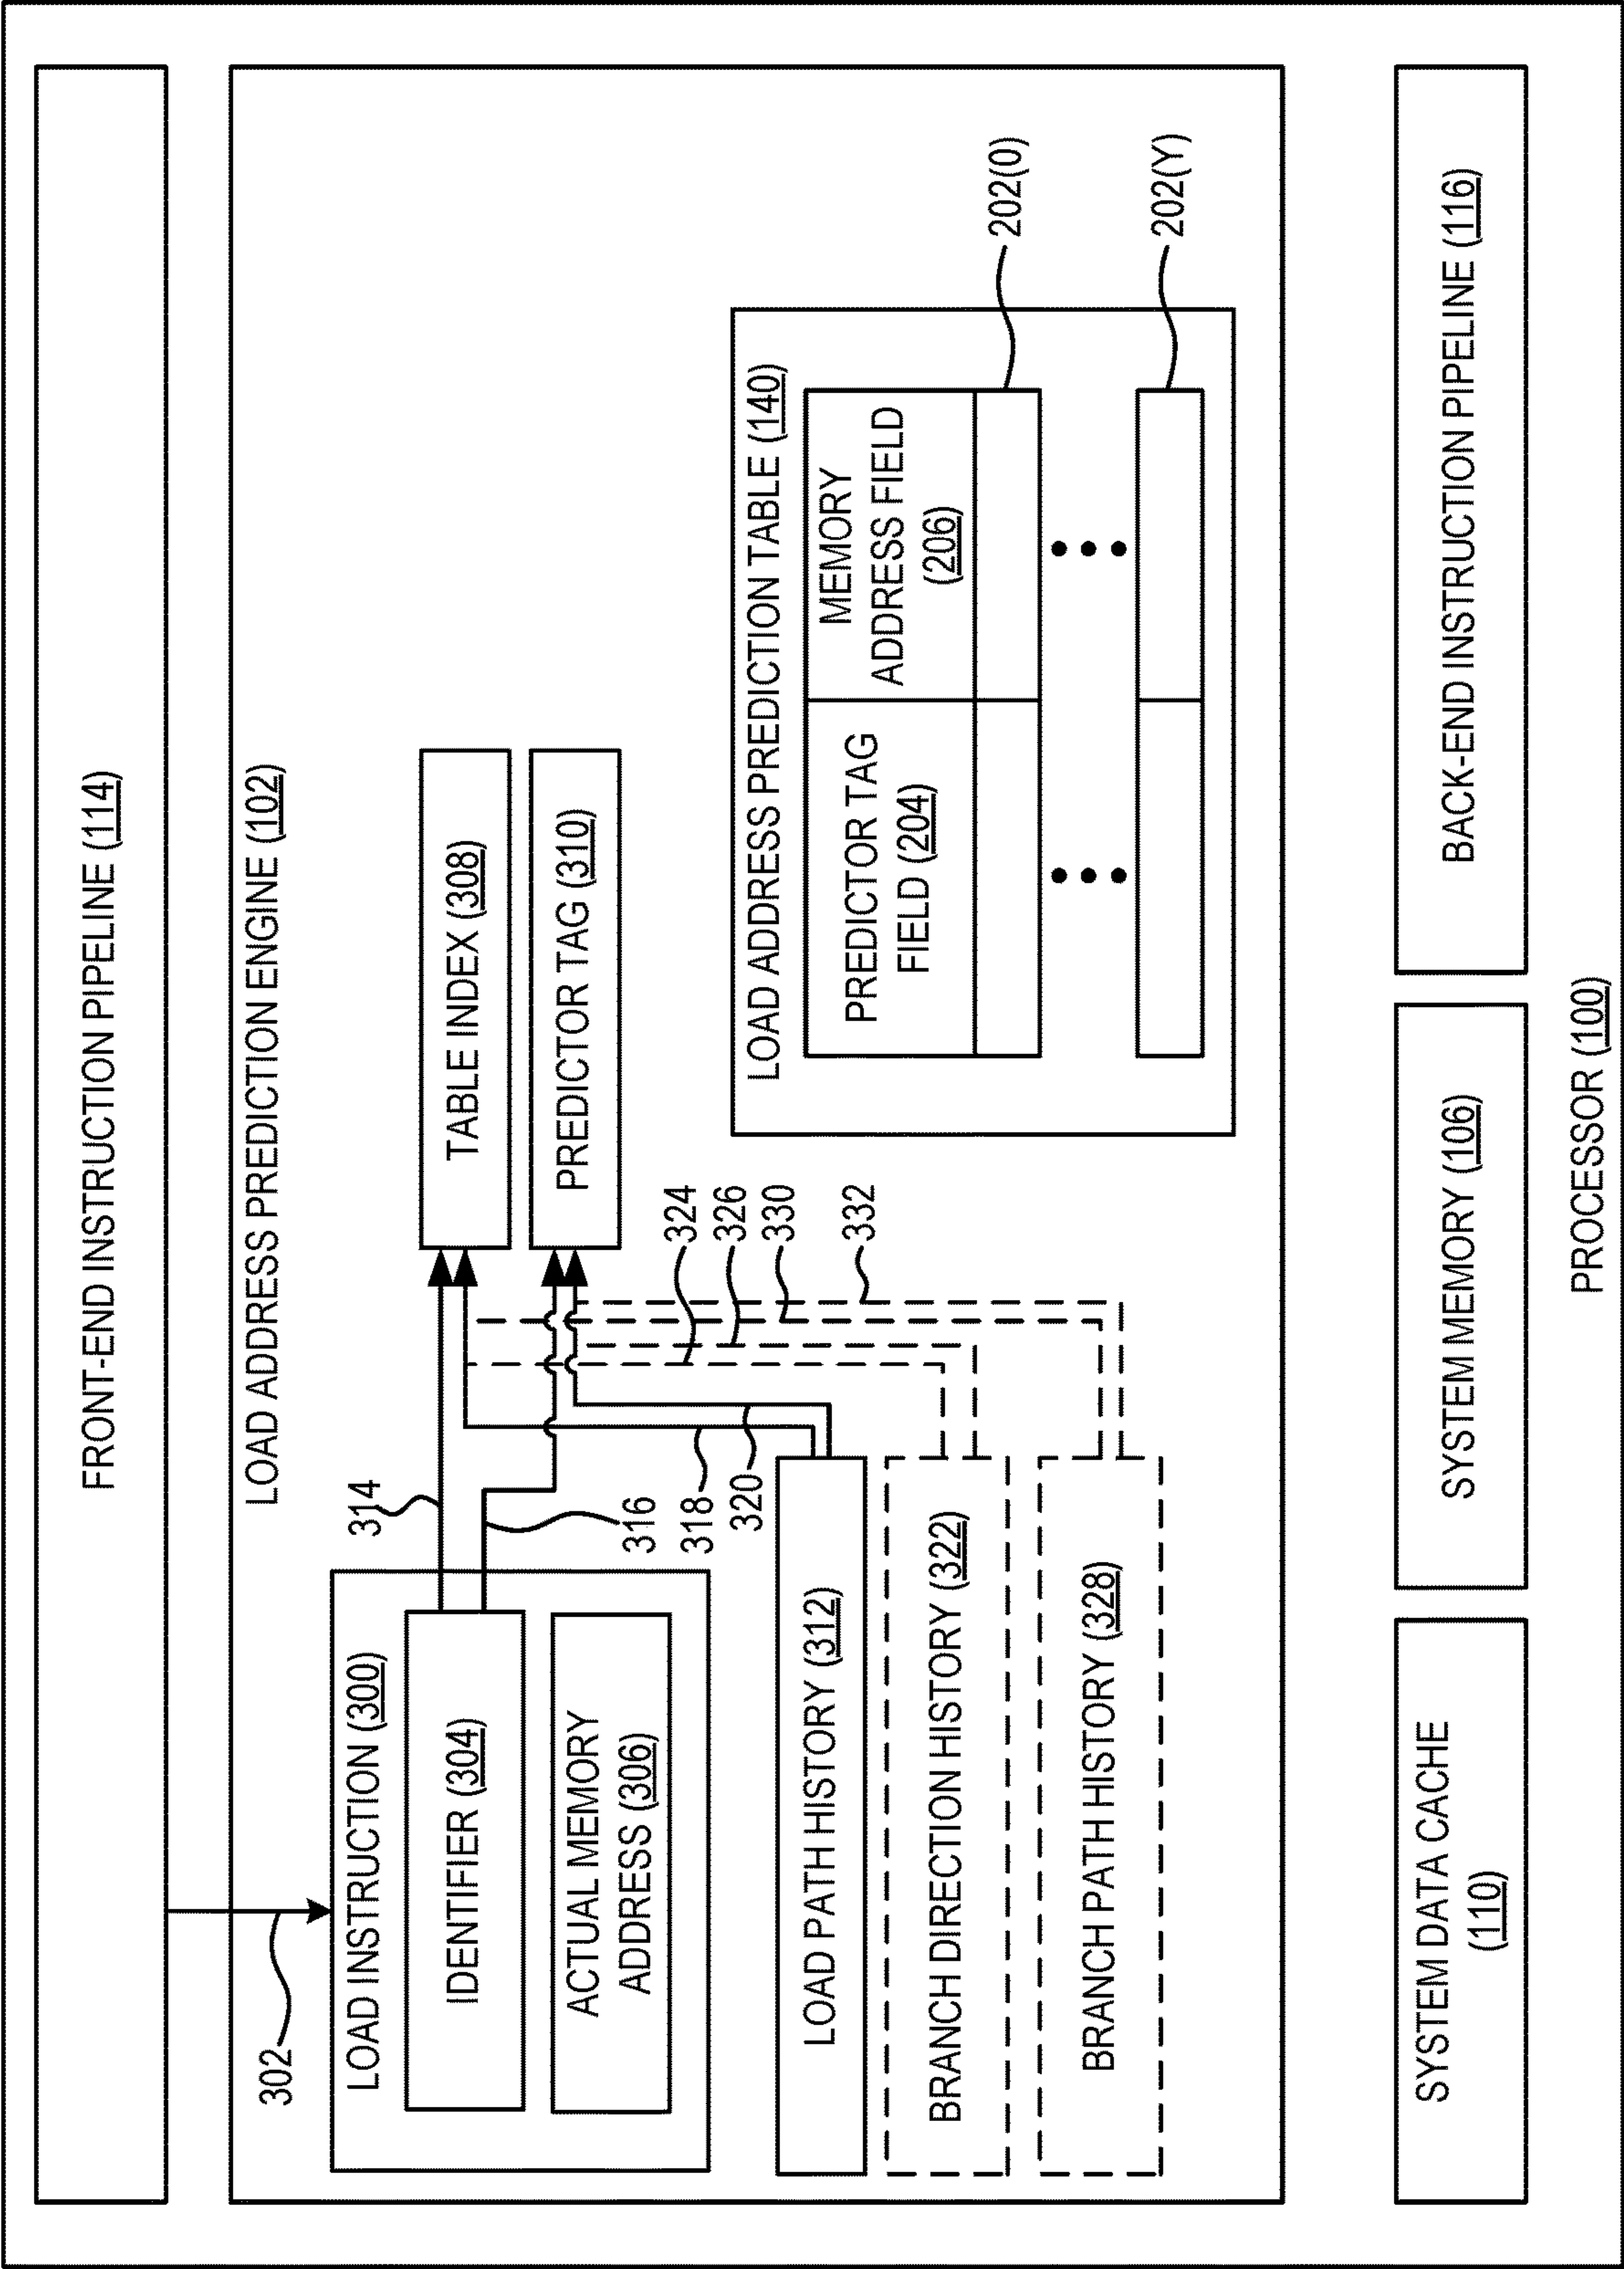 FRONT-END INSTRUCTION PIPELINE (114)
LOAD ADDRESS PREDICTION ENGINE (102)
302
LOAD INSTRUCTION (300)
IDENTIFIER (304)
ACTUAL MEMORY
ADDRESS (306)
314
316
318
320
TABLE INDEX (308)
PREDICTOR TAG (310)
324
326
330
332
LOAD PATH HISTORY (312)
BRANCH DIRECTION HISTORY (322)
BRANCH PATH HISTORY (328)
LOAD ADDRESS PREDICTION TABLE (140)
PREDICTOR TAG
FIELD (204)
MEMORY
ADDRESS FIELD
(206)
202(0)
202(Y)
SYSTEM DATA CACHE
(110)
SYSTEM MEMORY (106)
BACK-END INSTRUCTION PIPELINE (116)
PROCESSOR (100)